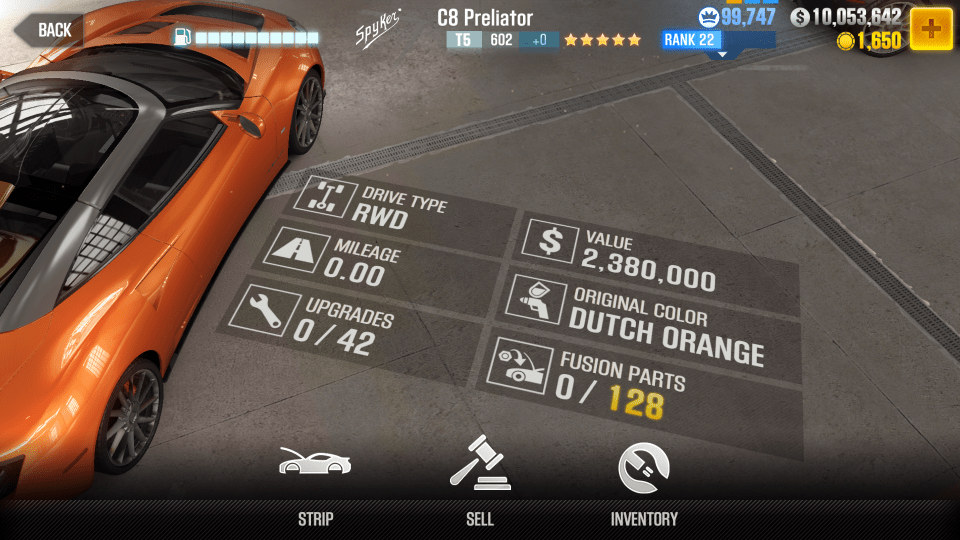 BACK
Spyker
C8 Preliator
T5 602 +0
99,747
10,053,642
RANK 22
1,650
DRIVE TYPE
RWD
MILEAGE
0.00
UPGRADES
0 / 42
VALUE
2,380,000
ORIGINAL COLOR
DUTCH ORANGE
FUSION PARTS
0 / 128
STRIP
SELL
INVENTORY